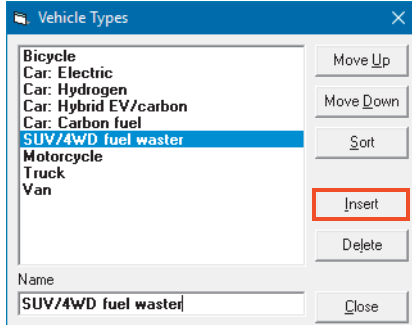 Vehicle Types
Bicycle
Car: Electric
Car: Hydrogen
Car: Hybrid EV/carbon
Car: Carbon fuel
SUV/4WD fuel waster
Motorcycle
Truck
Van
Move Up
Move Down
Sort
Insert
Delete
Name
SUV/4WD fuel waster
Close